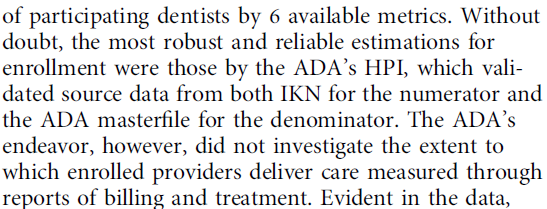 of participating dentists by 6 available metrics. Without
doubt, the most robust and reliable estimations for
enrollment were those by the ADA's HPI, which vali-
dated source data from both IKN for the numerator and
the ADA masterfile for the denominator. The ADA's
endeavor, however, did not investigate the extent to
which enrolled providers deliver care measured through
reports of billing and treatment. Evident in the data,